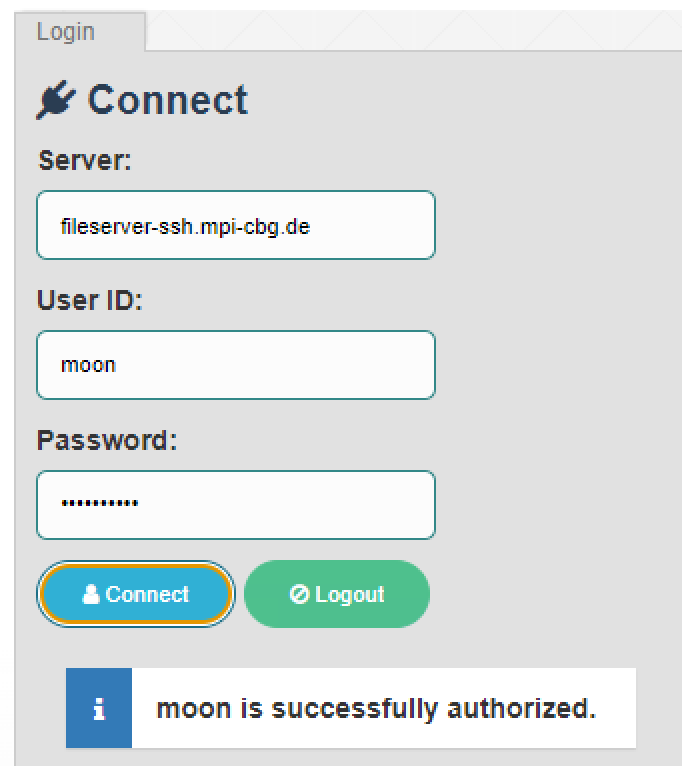 Login
Connect
Server:
fileserver-ssh.mpi-cbg.de
User ID:
moon
Password:
••••••••••
Connect
Logout
moon is successfully authorized.